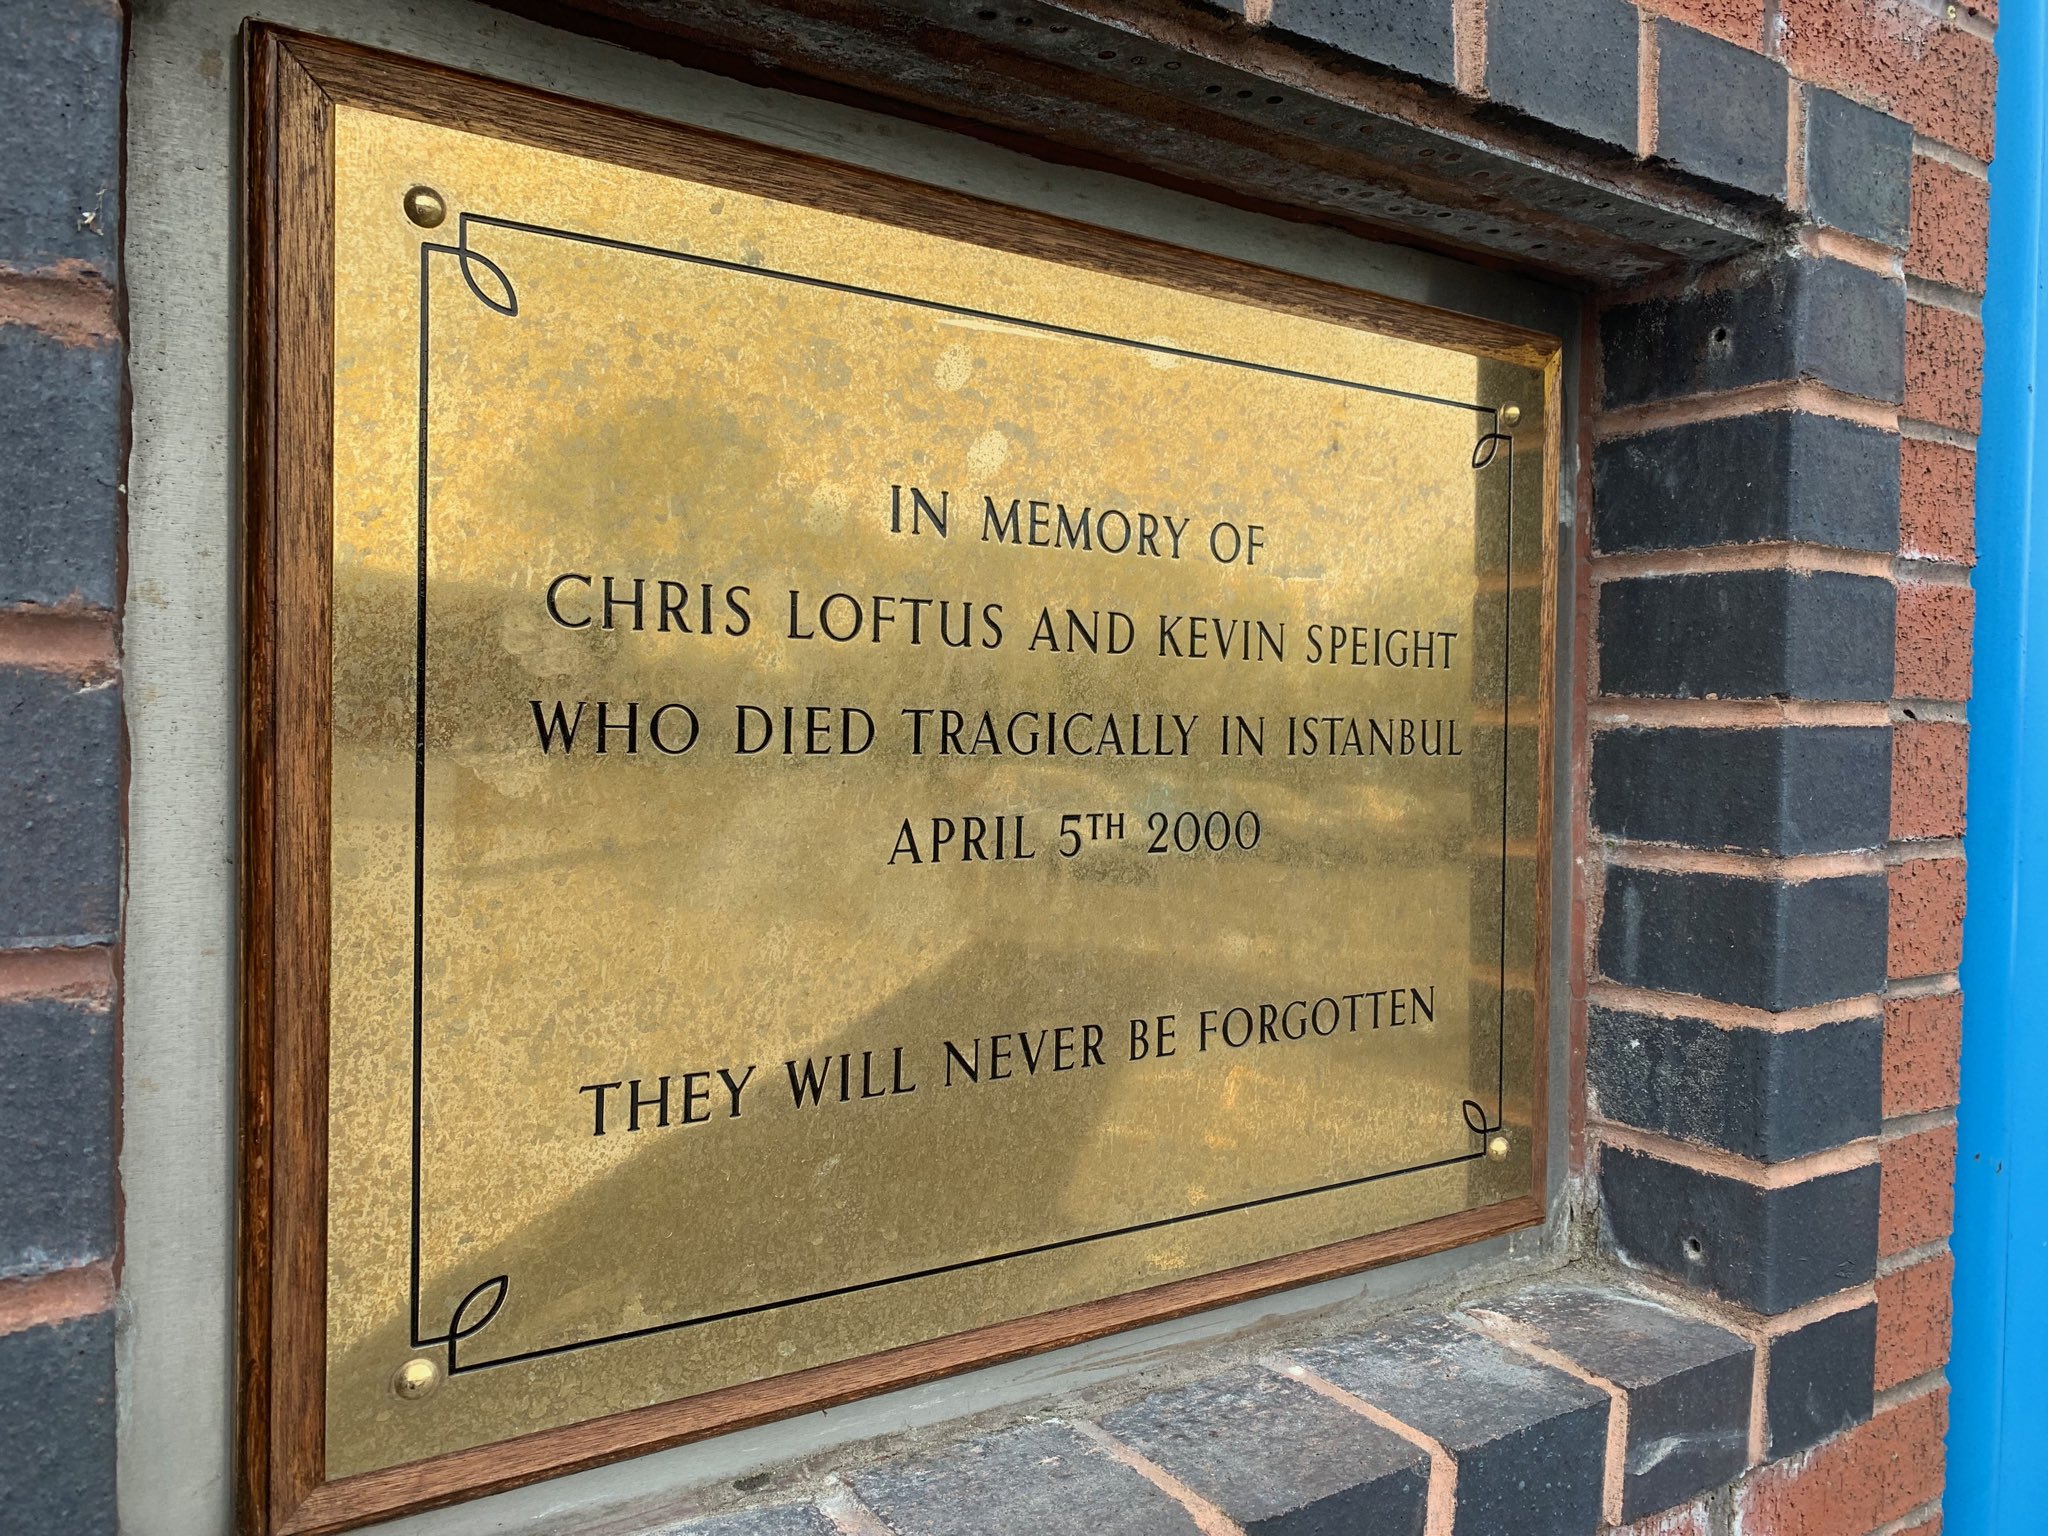 IN MEMORY OF
CHRIS LOFTUS AND KEVIN SPEIGHT
WHO DIED TRAGICALLY IN ISTANBUL
APRIL 5TH 2000
THEY WILL NEVER BE FORGOTTEN